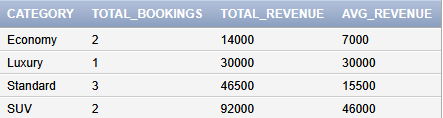 CATEGORY TOTAL_BOOKINGS TOTAL_REVENUE AVG_REVENUE
Economy 2 14000 7000
Luxury 1 30000 30000
Standard 3 46500 15500
SUV 2 92000 46000